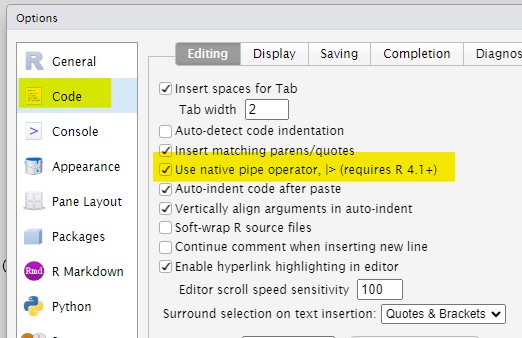 Options
General
Code
Console
Appearance
Pane Layout
Packages
Rmd R Markdown
Python
Editing Display Saving Completion Diagnos
Insert spaces for Tab
Tab width 2
Auto-detect code indentation
Insert matching parens/quotes
Use native pipe operator, |> (requires R 4.1+)
Auto-indent code after paste
Vertically align arguments in auto-indent
Soft-wrap R source files
Continue comment when inserting new line
Enable hyperlink highlighting in editor
Editor scroll speed sensitivity 100
Surround selection on text insertion: Quotes & Brackets